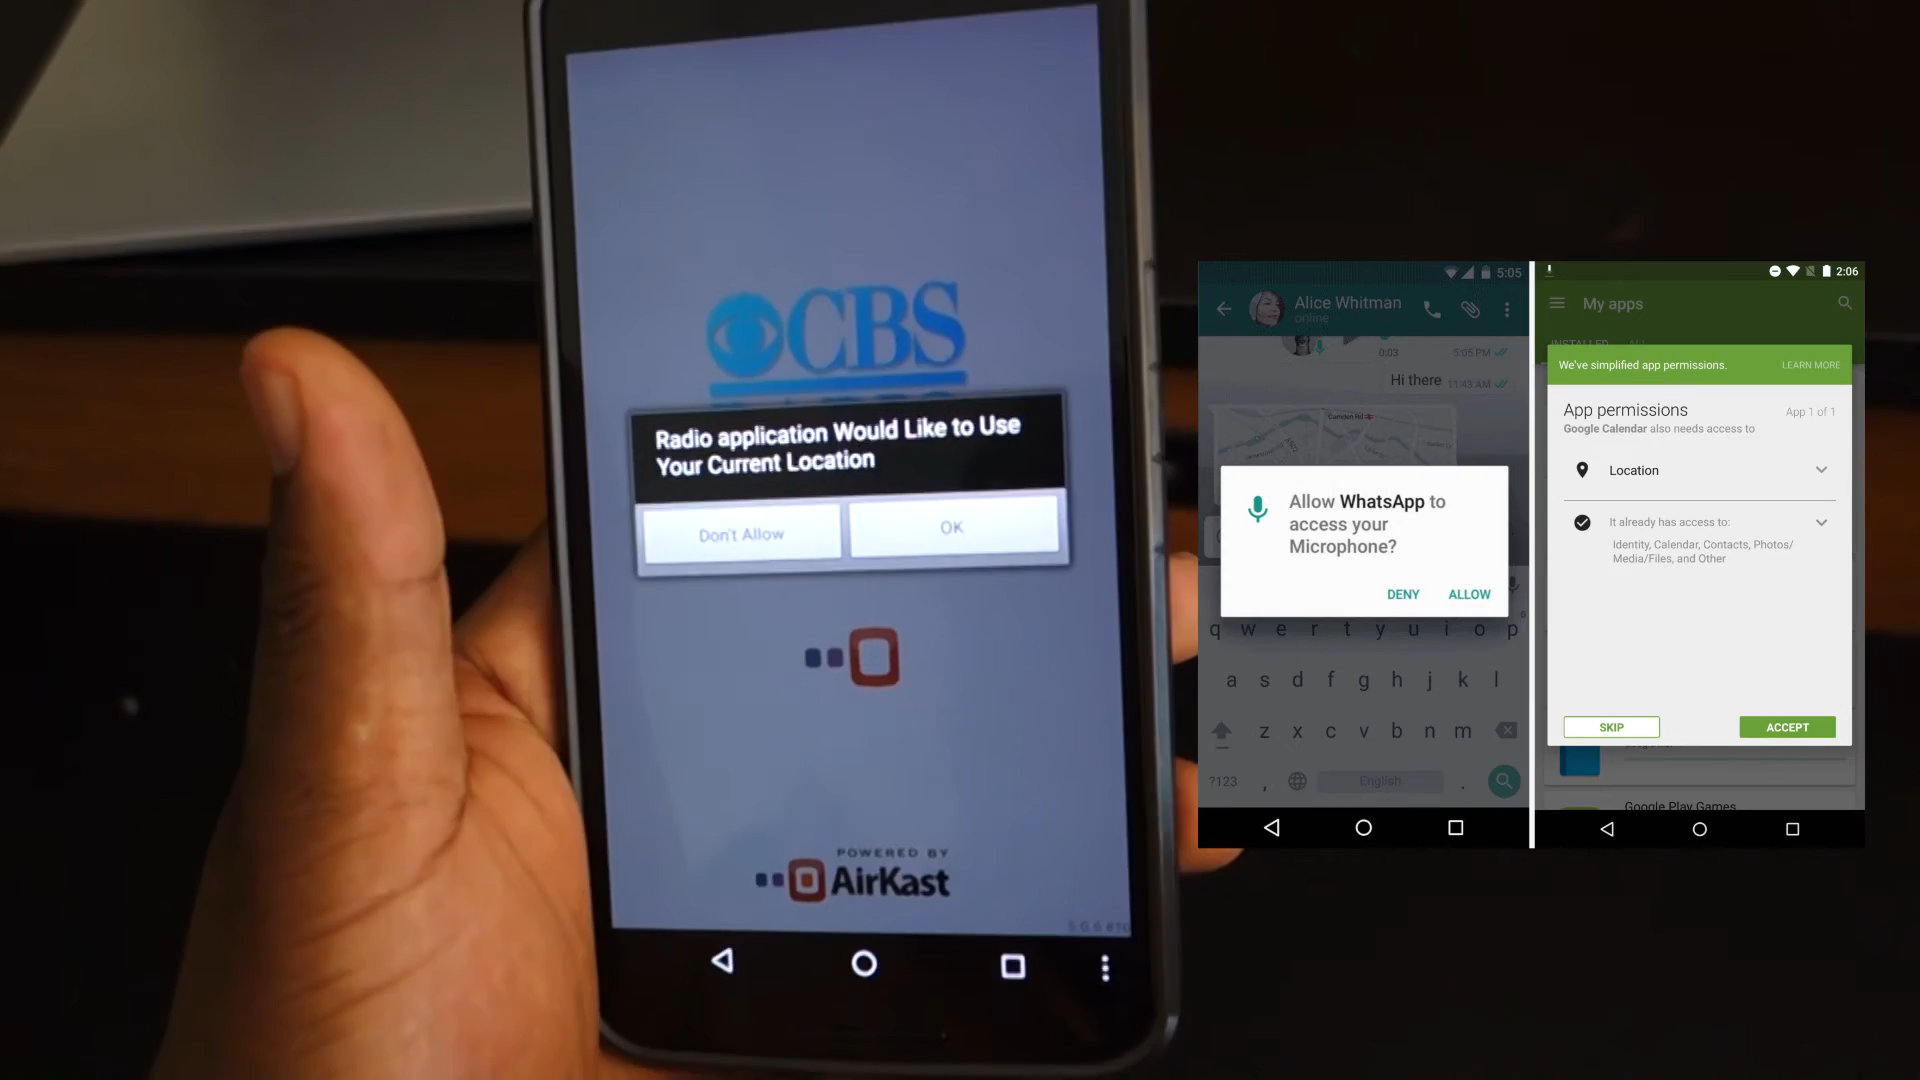 CBS
Radio application Would Like to Use
Your Current Location
Don't Allow
OK
POWERED BY
AirKast
5:05
Alice Whitman
online
0:03
5:05 PM
Hi there
11:43 AM
Camden Rd
Allow WhatsApp to
access your
Microphone?
DENY
ALLOW
q w e r t y u i o p
a s d f g h j k l
z x c v b n m
?123
,
English
.
2:06
My apps
INSTALLED
We've simplified app permissions.
LEARN MORE
App permissions
App 1 of 1
Google Calendar also needs access to
Location
It already has access to:
Identity, Calendar, Contacts, Photos/
Media/Files, and Other
SKIP
ACCEPT
Google Play Games